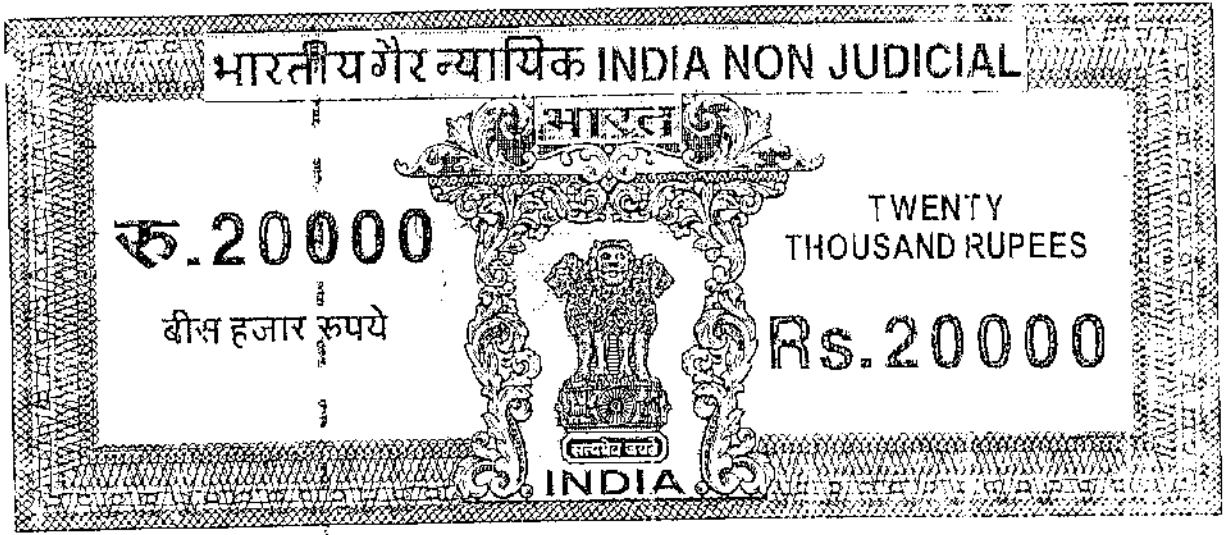 भारतीय गैर न्यायिक INDIA NON JUDICIAL
भारत
रु.20000
बीस हजार रुपये
TWENTY
THOUSAND RUPEES
Rs.20000
सत्यमेव जयते
INDIA